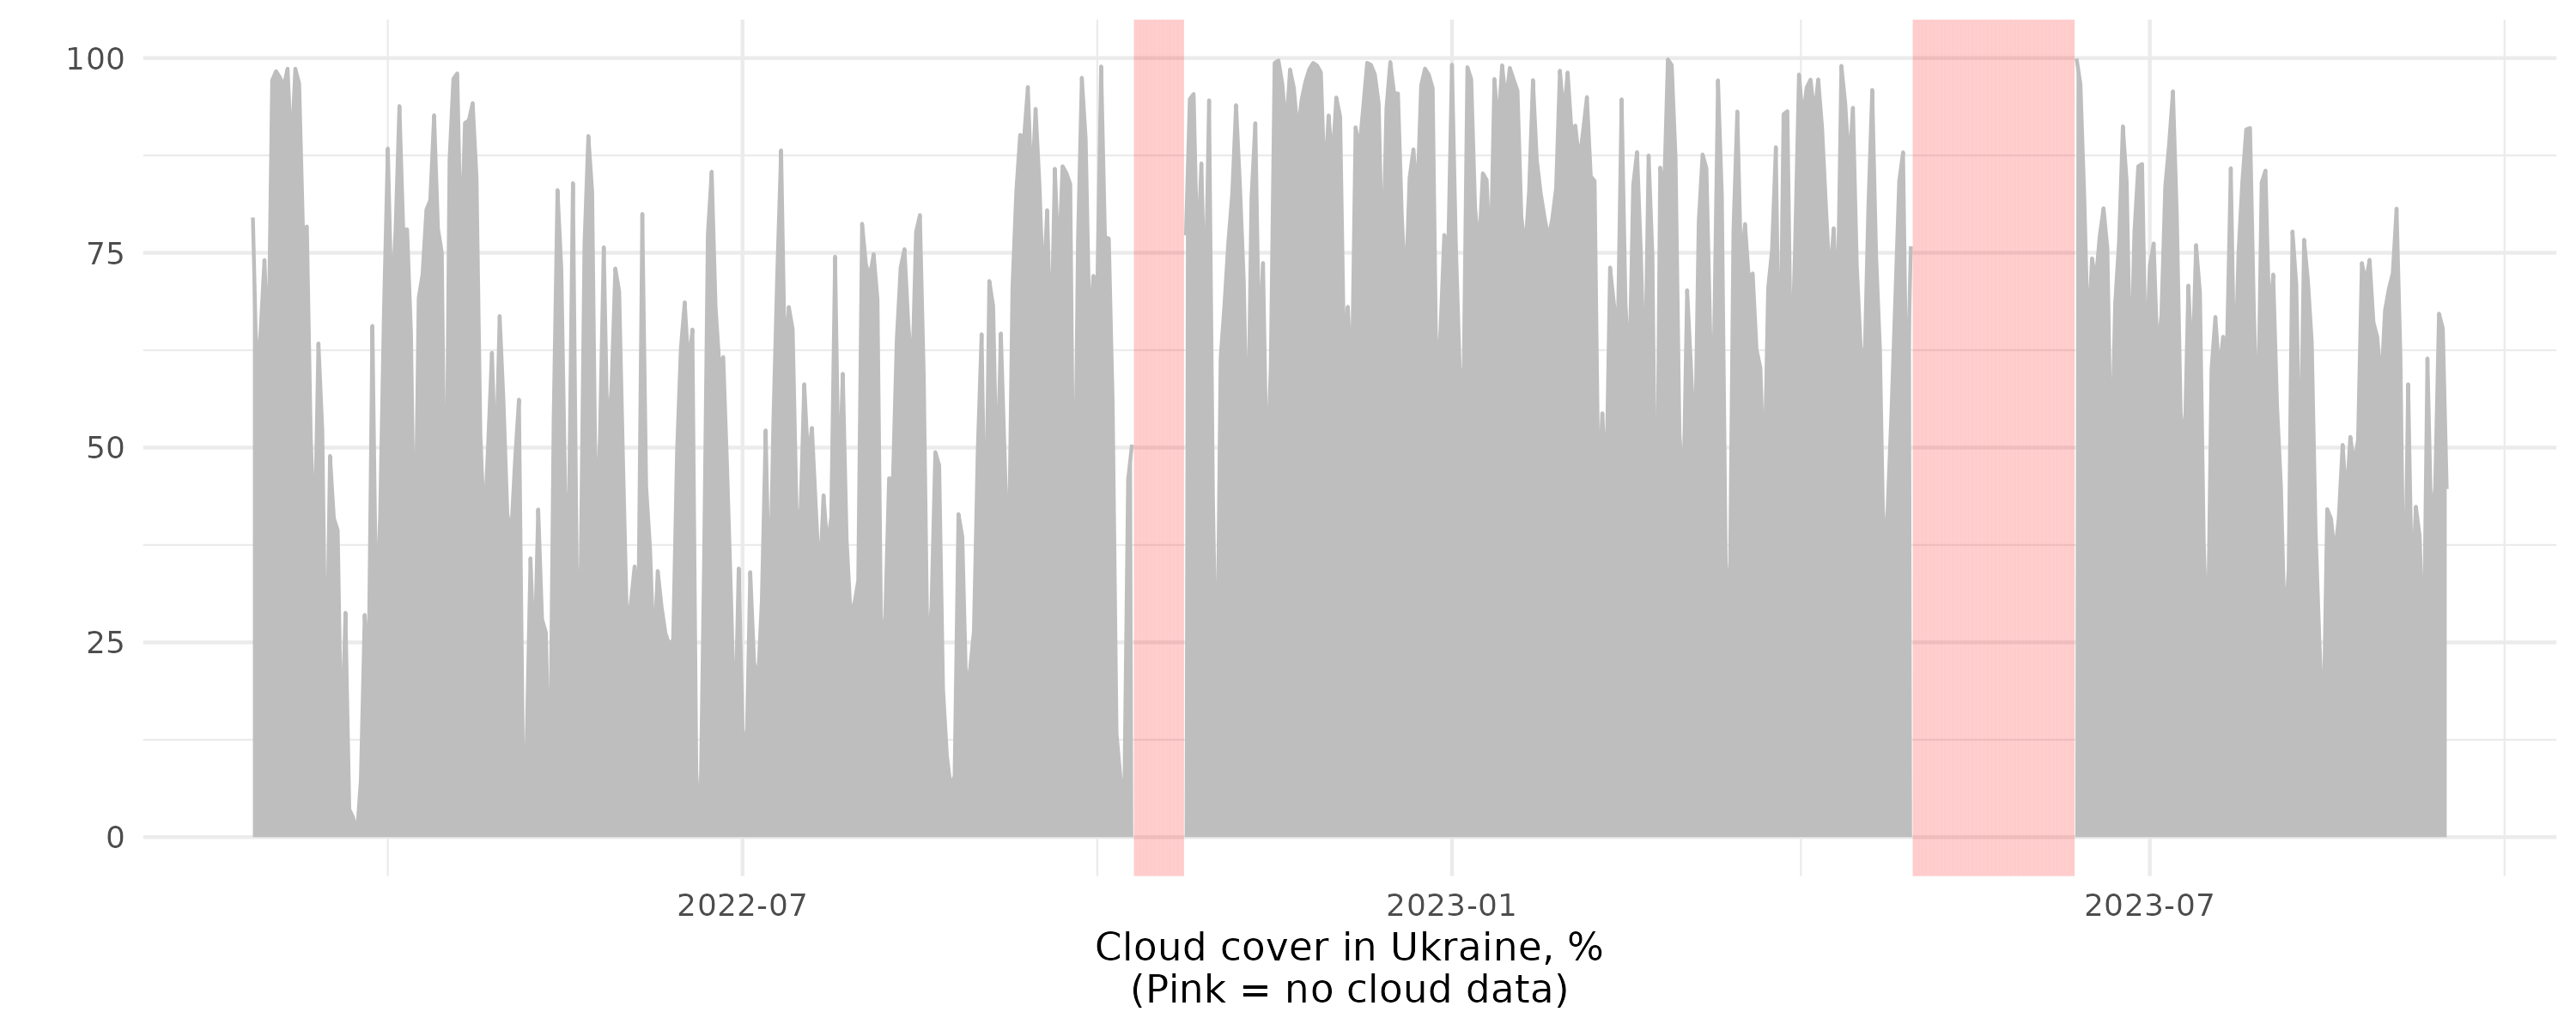 100
75
50
25
0
2022-07 2023-01 2023-07
Cloud cover in Ukraine, %
(Pink = no cloud data)